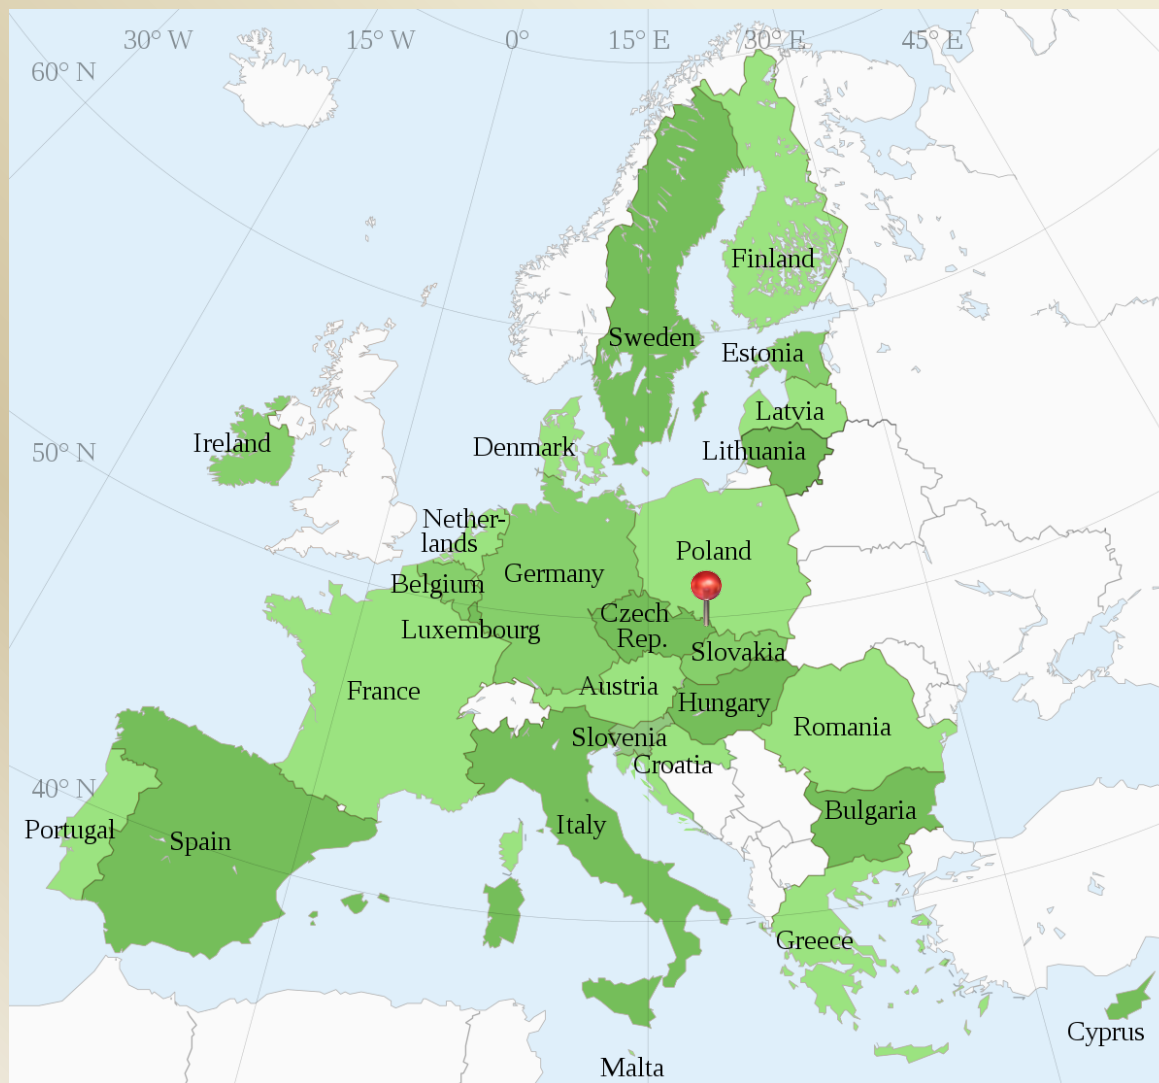 30° W
15° W
0°
15° E
30° E
45° E
60° N
Finland
Sweden
Estonia
Latvia
Ireland
Denmark
Lithuania
50° N
Nether-
lands
Poland
Belgium
Germany
Czech
Rep.
Luxembourg
Slovakia
France
Austria
Hungary
Romania
Slovenia
Croatia
40° N
Bulgaria
Portugal
Spain
Italy
Greece
Cyprus
Malta